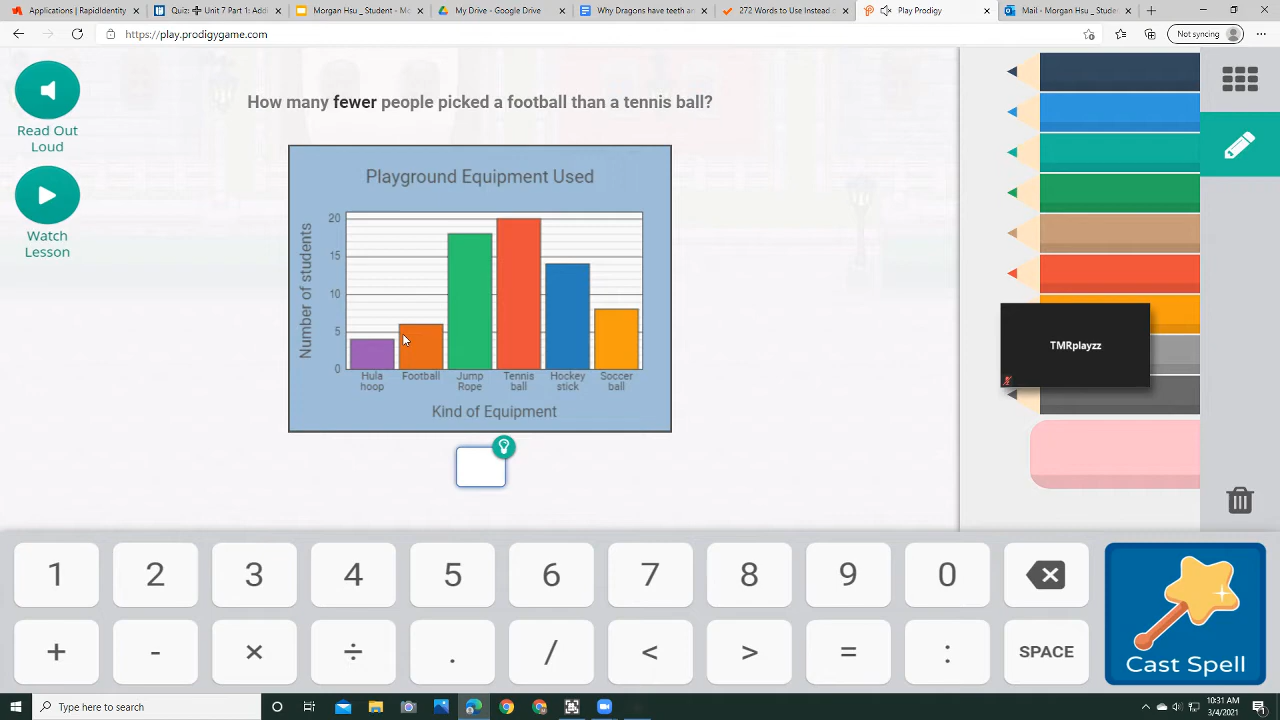 Applications | RapidIdentity
Quiz: Unit 7 Part 1: Addi
Morgan Hsu _ Student - Mo
My Drive - Google Drive
Why Dragons have teeth a
272 Words to Use Instead o
Play Prodigy
Mail - Morgan Hsu _ Stude
https://play.prodigygame.com
Not syncing
Read Out
Loud
Watch
Lesson
How many fewer people picked a football than a tennis ball?
Playground Equipment Used
Number of students
20
15
10
5
0
Hula hoop
Football
Jump Rope
Tennis ball
Hockey stick
Soccer ball
Kind of Equipment
TMRplayzz
1 2 3 4 5 6 7 8 9 0
+ - × ÷ . / < > = : SPACE
Cast Spell
Type here to search
10:31 AM
3/4/2021